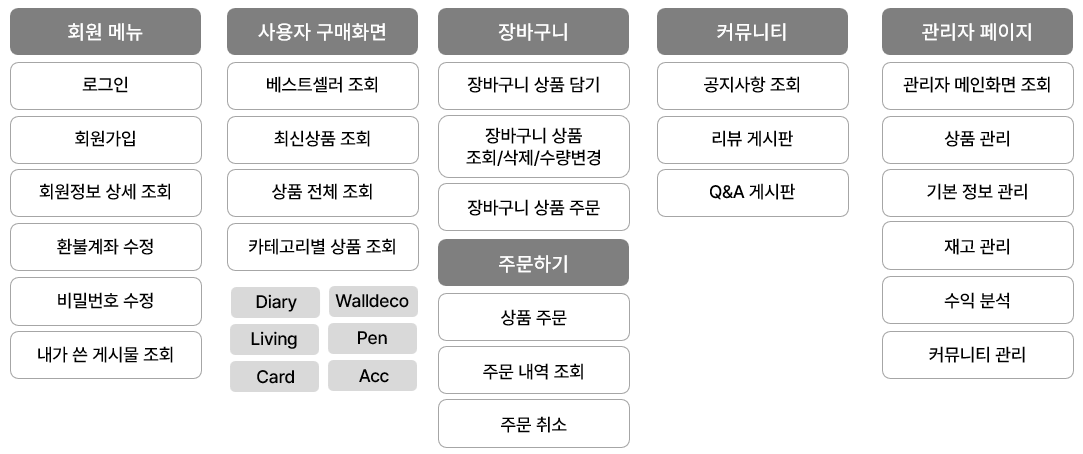 회원 메뉴
로그인
회원가입
회원정보 상세 조회
환불계좌 수정
비밀번호 수정
내가 쓴 게시물 조회
사용자 구매화면
베스트셀러 조회
최신상품 조회
상품 전체 조회
카테고리별 상품 조회
Diary
Walldeco
Living
Pen
Card
Acc
장바구니
장바구니 상품 담기
장바구니 상품
조회/삭제/수량변경
장바구니 상품 주문
주문하기
상품 주문
주문 내역 조회
주문 취소
커뮤니티
공지사항 조회
리뷰 게시판
Q&A 게시판
관리자 페이지
관리자 메인화면 조회
상품 관리
기본 정보 관리
재고 관리
수익 분석
커뮤니티 관리